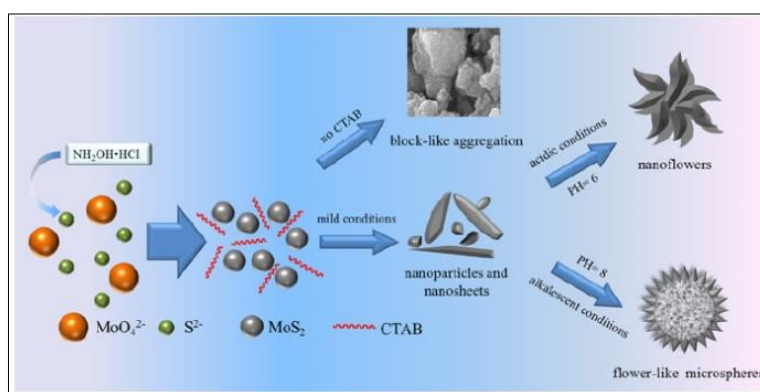 NH₂OH•HCl
MoO₄²⁻
S²⁻
MoS₂
CTAB
no CTAB
block-like aggregation
mild conditions
nanoparticles and
nanosheets
acidic conditions
PH= 6
nanoflowers
PH= 8
alkalescent conditions
flower-like microspheres